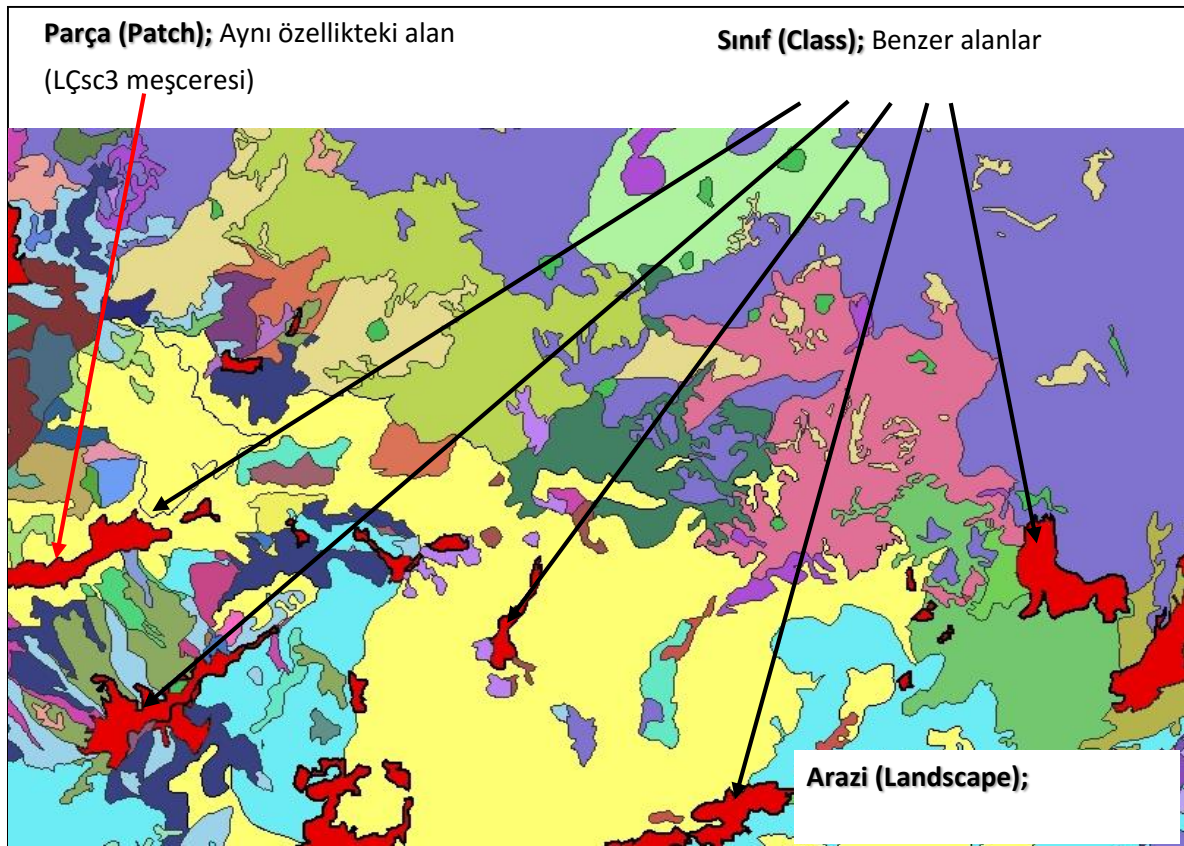 Parça (Patch); Aynı özellikteki alan
(LÇsc3 meşceresi)
Sınıf (Class); Benzer alanlar
Arazi (Landscape);